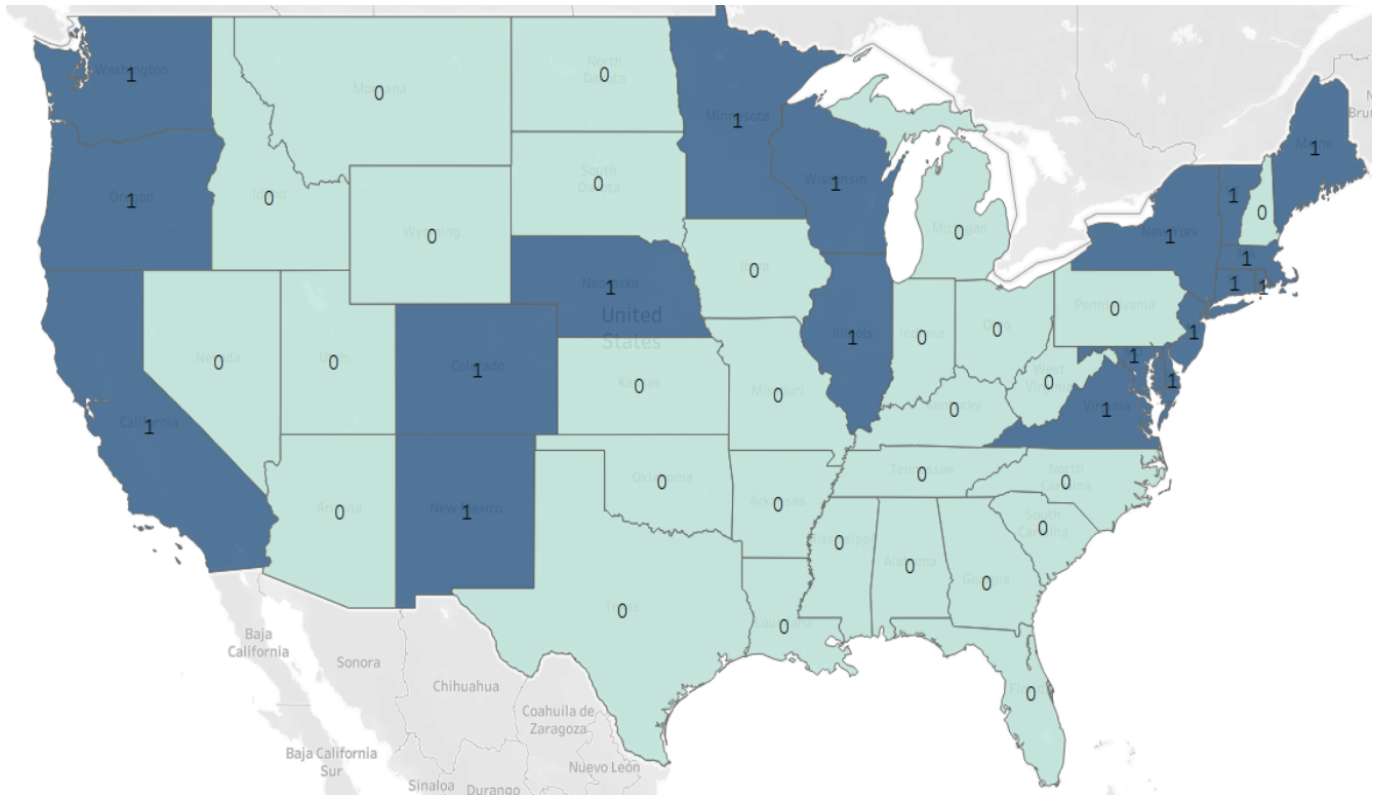 Washington
1
Montana
0
North
Dakota
0
Minnesota
1
Oregon
1
Idaho
0
Wyoming
0
South
Dakota
0
Wisconsin
1
Michigan
0
New York
1
1
0
Maine
1
1
1
1
Nebraska
1
United
States
Iowa
0
Illinois
1
Indiana
0
Ohio
0
Pennsylvania
0
1
1
1
Nevada
0
Utah
0
Colorado
1
Kansas
0
Missouri
0
Kentucky
0
West
Virginia
0
Virginia
1
California
1
Arizona
0
New Mexico
1
Oklahoma
0
Arkansas
0
Tennessee
0
North
Carolina
0
South
Carolina
0
Mississippi
0
Alabama
0
Georgia
0
Texas
0
Louisiana
0
Florida
0
Baja
California
Sonora
Chihuahua
Coahuila de
Zaragoza
Nuevo León
Baja California
Sur
Sinaloa
Durango